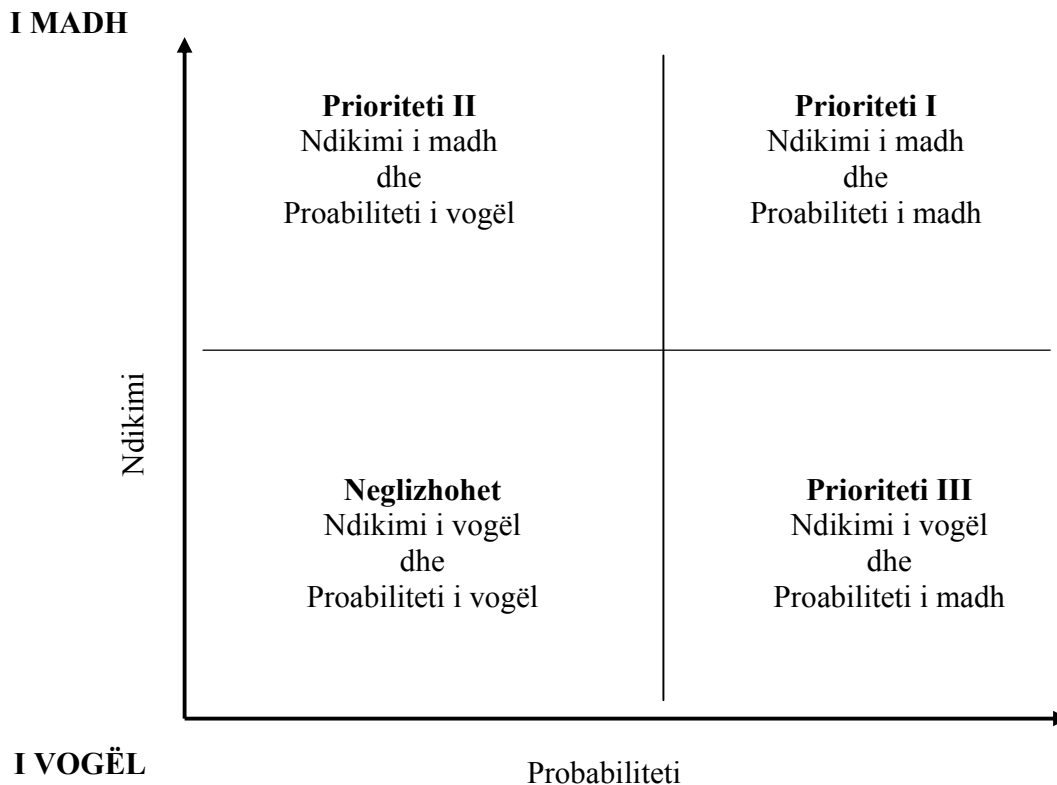 I MADH
Prioriteti II
Ndikimi i madh
dhe
Proabiliteti i vogël
Prioriteti I
Ndikimi i madh
dhe
Proabiliteti i madh
Ndikimi
Neglizhohet
Ndikimi i vogël
dhe
Proabiliteti i vogël
Prioriteti III
Ndikimi i vogël
dhe
Proabiliteti i madh
I VOGËL
Probabiliteti